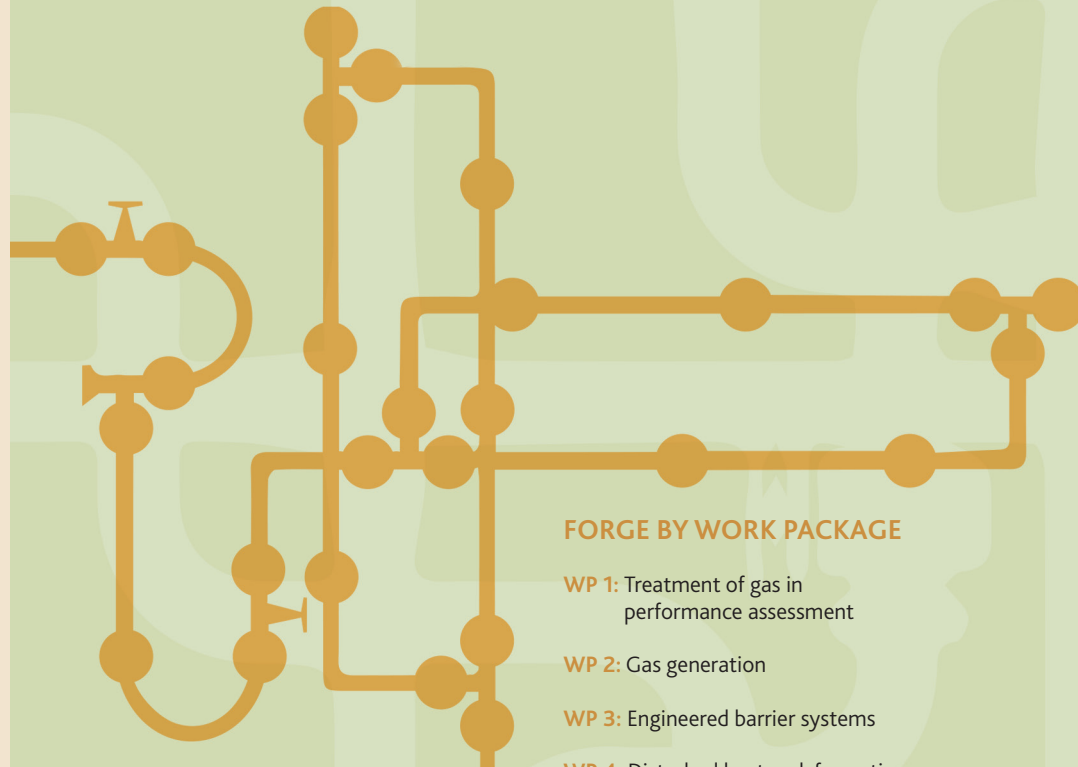 FORGE BY WORK PACKAGE
WP 1: Treatment of gas in
performance assessment
WP 2: Gas generation
WP 3: Engineered barrier systems